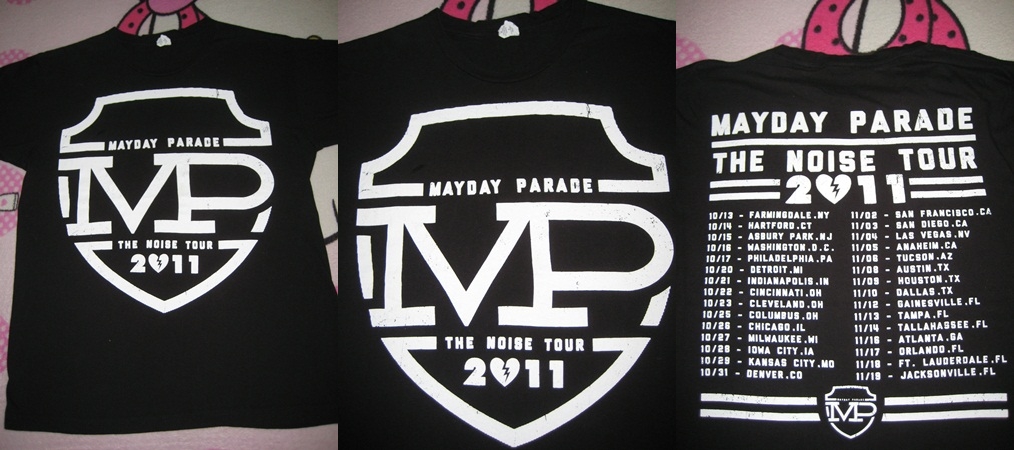 MAYDAY PARADE
MP
THE NOISE TOUR
2011
MAYDAY PARADE
MP
THE NOISE TOUR
2011
MAYDAY PARADE
THE NOISE TOUR
2011
10/13 - FARMINGDALE.NY
10/14 - HARTFORD.CT
10/15 - ASBURY PARK.NJ
10/16 - WASHINGTON.D.C.
10/17 - PHILADELPHIA.PA
10/20 - DETROIT.MI
10/21 - INDIANAPOLIS.IN
10/22 - CINCINNATI.OH
10/23 - CLEVELAND.OH
10/25 - COLUMBUS.OH
10/26 - CHICAGO.IL
10/27 - MILWAUKEE.WI
10/28 - IOWA CITY.IA
10/29 - KANSAS CITY.MO
10/31 - DENVER.CO
11/02 - SAN FRANCISCO.CA
11/03 - SAN DIEGO.CA
11/04 - LAS VEGAS.NV
11/05 - ANAHEIM.CA
11/06 - TUCSON.AZ
11/08 - AUSTIN.TX
11/09 - HOUSTON.TX
11/10 - DALLAS.TX
11/12 - GAINESVILLE.FL
11/13 - TAMPA.FL
11/14 - TALLAHASSEE.FL
11/16 - ATLANTA.GA
11/17 - ORLANDO.FL
11/18 - FT. LAUDERDALE.FL
11/19 - JACKSONVILLE.FL
MAYDAY PARADE
MP